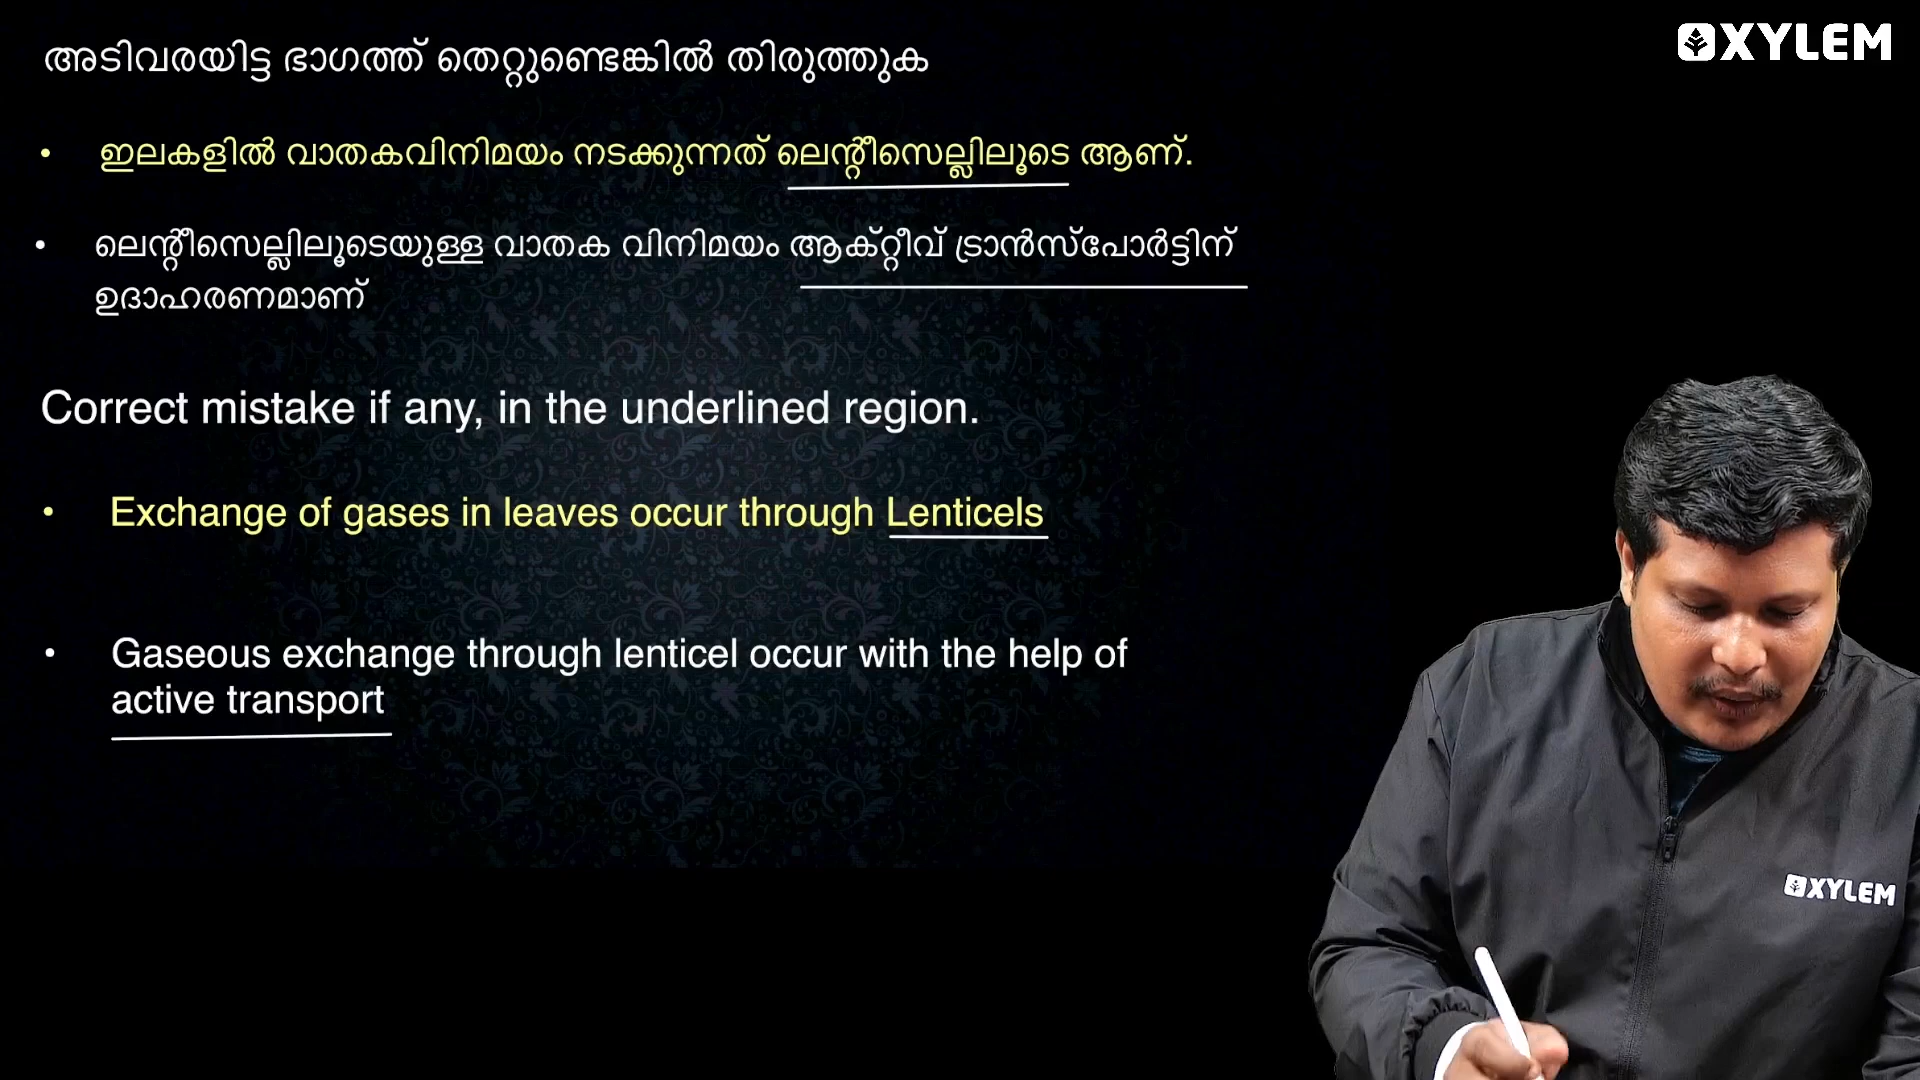 XYLEM
അടിവരയിട്ട ഭാഗത്ത് തെറ്റുണ്ടെങ്കിൽ തിരുത്തുക
• ഇലകളിൽ വാതകവിനിമയം നടക്കുന്നത് ലെന്റീസെല്ലിലൂടെ ആണ്.
• ലെന്റീസെല്ലിലൂടെയുള്ള വാതക വിനിമയം ആക്റ്റീവ് ട്രാൻസ്പോർട്ടിന്
ഉദാഹരണമാണ്
Correct mistake if any, in the underlined region.
• Exchange of gases in leaves occur through Lenticels
• Gaseous exchange through lenticel occur with the help of
active transport
XYLEM